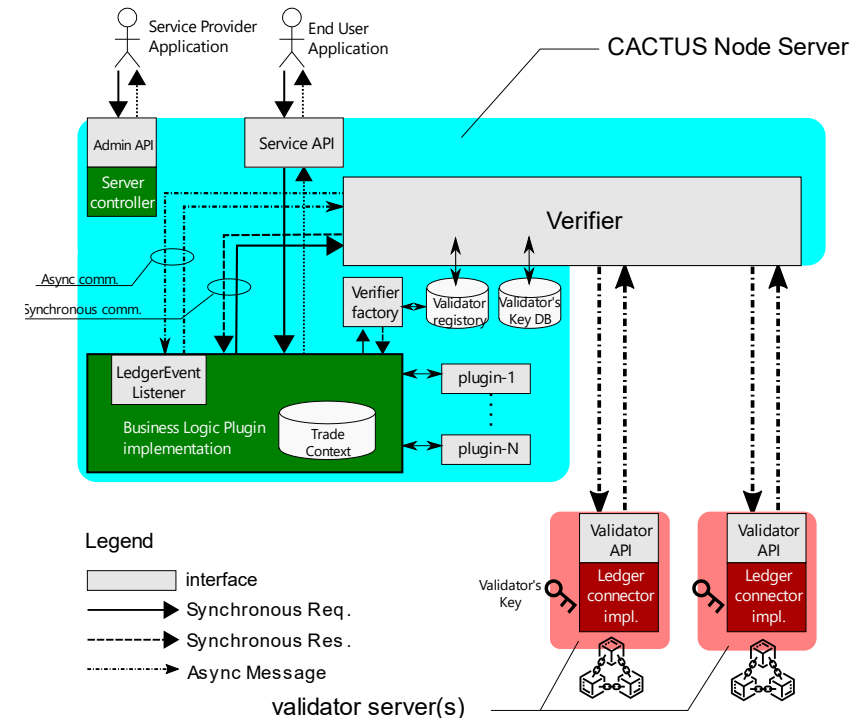 Service Provider
Application
End User
Application
CACTUS Node Server
Admin API
Service API
Server
controller
Verifier
Async comm.
Synchronous comm.
Verifier
factory
Validator
registory
Validator's
Key DB
LedgerEvent
Listener
plugin-1
Business Logic Plugin
implementation
Trade
Context
plugin-N
Legend
interface
Synchronous Req.
Synchronous Res.
Async Message
Validator
API
Validator
API
Validator's
Key
Ledger
connector
impl.
Ledger
connector
impl.
validator server(s)